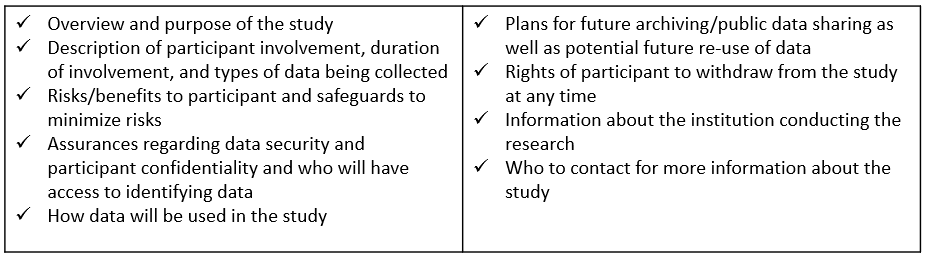 ✓ Overview and purpose of the study
✓ Description of participant involvement, duration
of involvement, and types of data being collected
✓ Risks/benefits to participant and safeguards to
minimize risks
✓ Assurances regarding data security and
participant confidentiality and who will have
access to identifying data
✓ How data will be used in the study
✓ Plans for future archiving/public data sharing as
well as potential future re-use of data
✓ Rights of participant to withdraw from the study
at any time
✓ Information about the institution conducting the
research
✓ Who to contact for more information about the
study